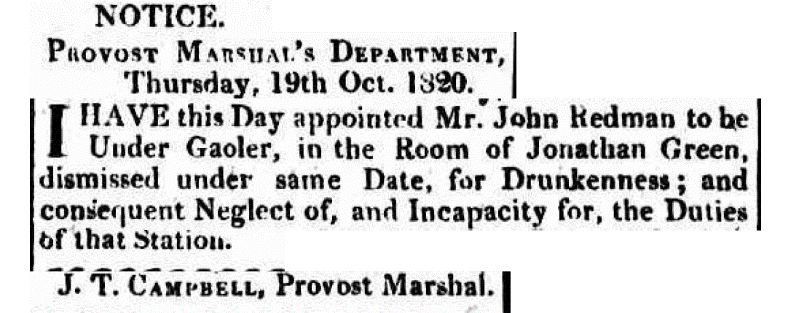 NOTICE.
PROVOST MARSHAL'S DEPARTMENT,
Thursday, 19th Oct. 1820.
I HAVE this Day appointed Mr. John Redman to be
Under Gaoler, in the Room of Jonathan Green,
dismissed under same Date, for Drunkenness; and
consequent Neglect of, and Incapacity for, the Duties
of that Station.
J. T. CAMPBELL, Provost Marshal.